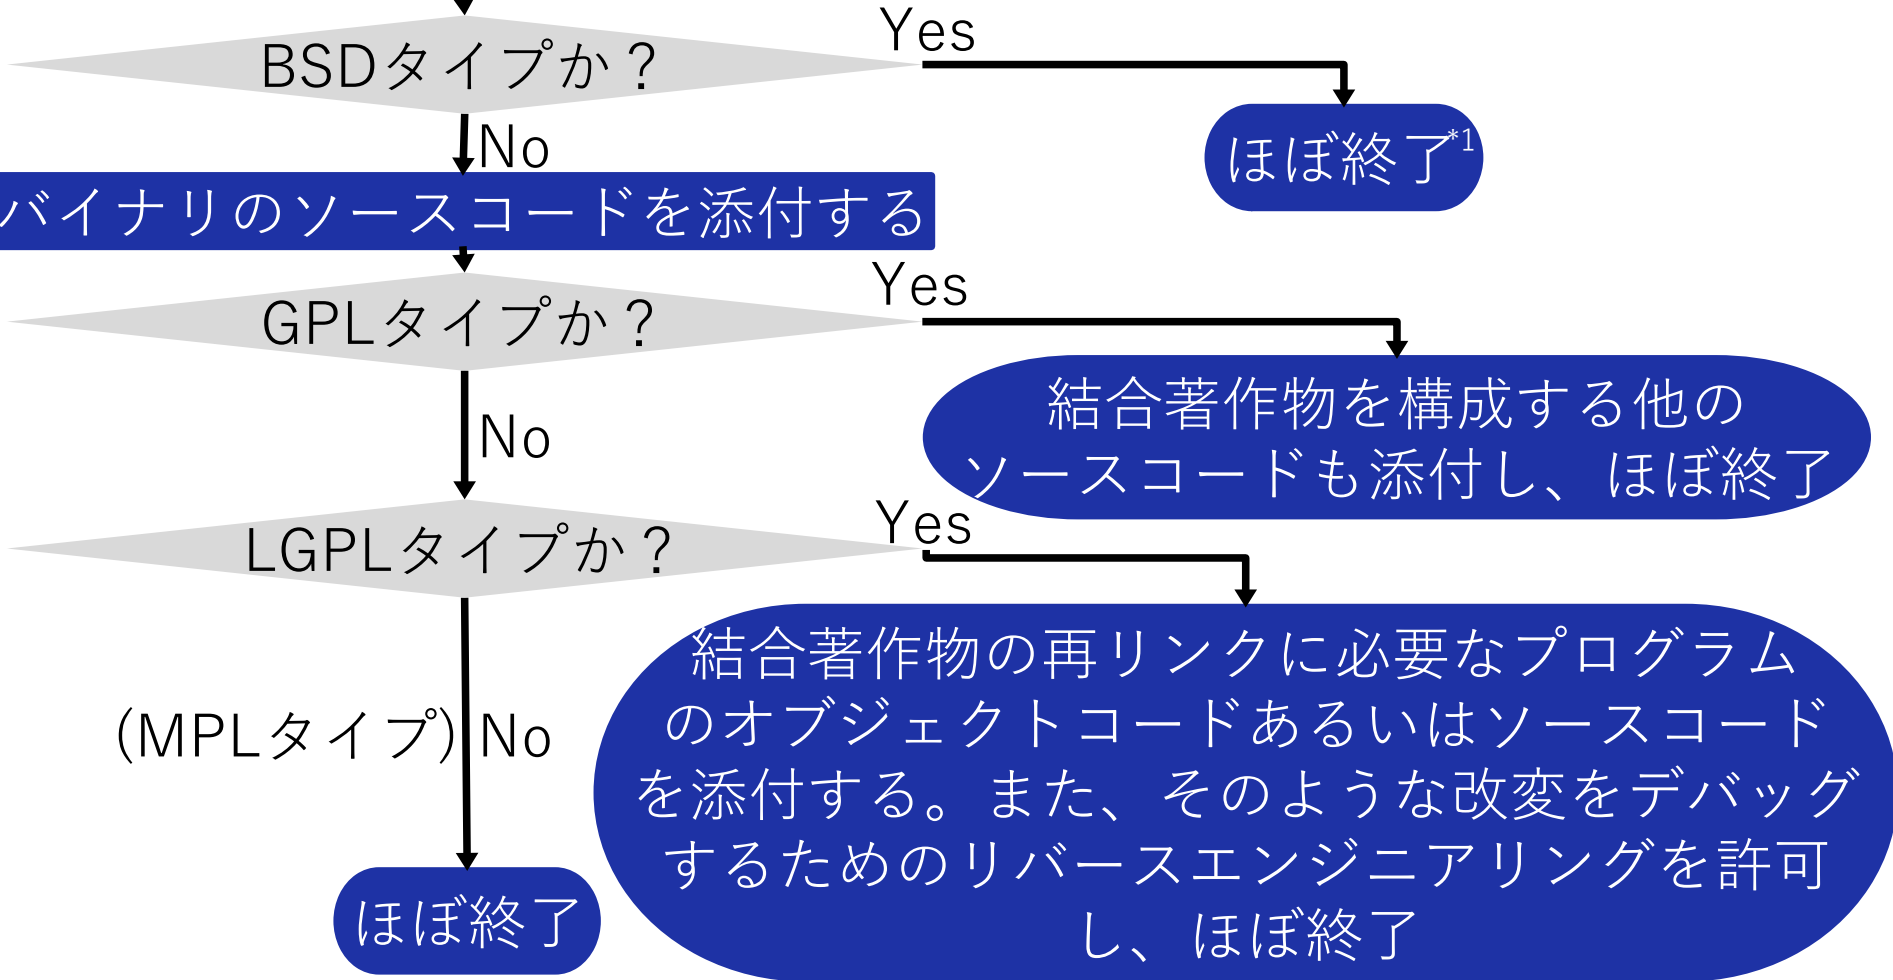 BSDタイプか？
Yes
ほぼ終了*1
No
バイナリのソースコードを添付する
GPLタイプか？
Yes
結合著作物を構成する他の
ソースコードも添付し、ほぼ終了
No
LGPLタイプか？
Yes
結合著作物の再リンクに必要なプログラム
のオブジェクトコードあるいはソースコード
を添付する。また、そのような改変をデバッグ
するためのリバースエンジニアリングを許可
し、ほぼ終了
(MPLタイプ) No
ほぼ終了